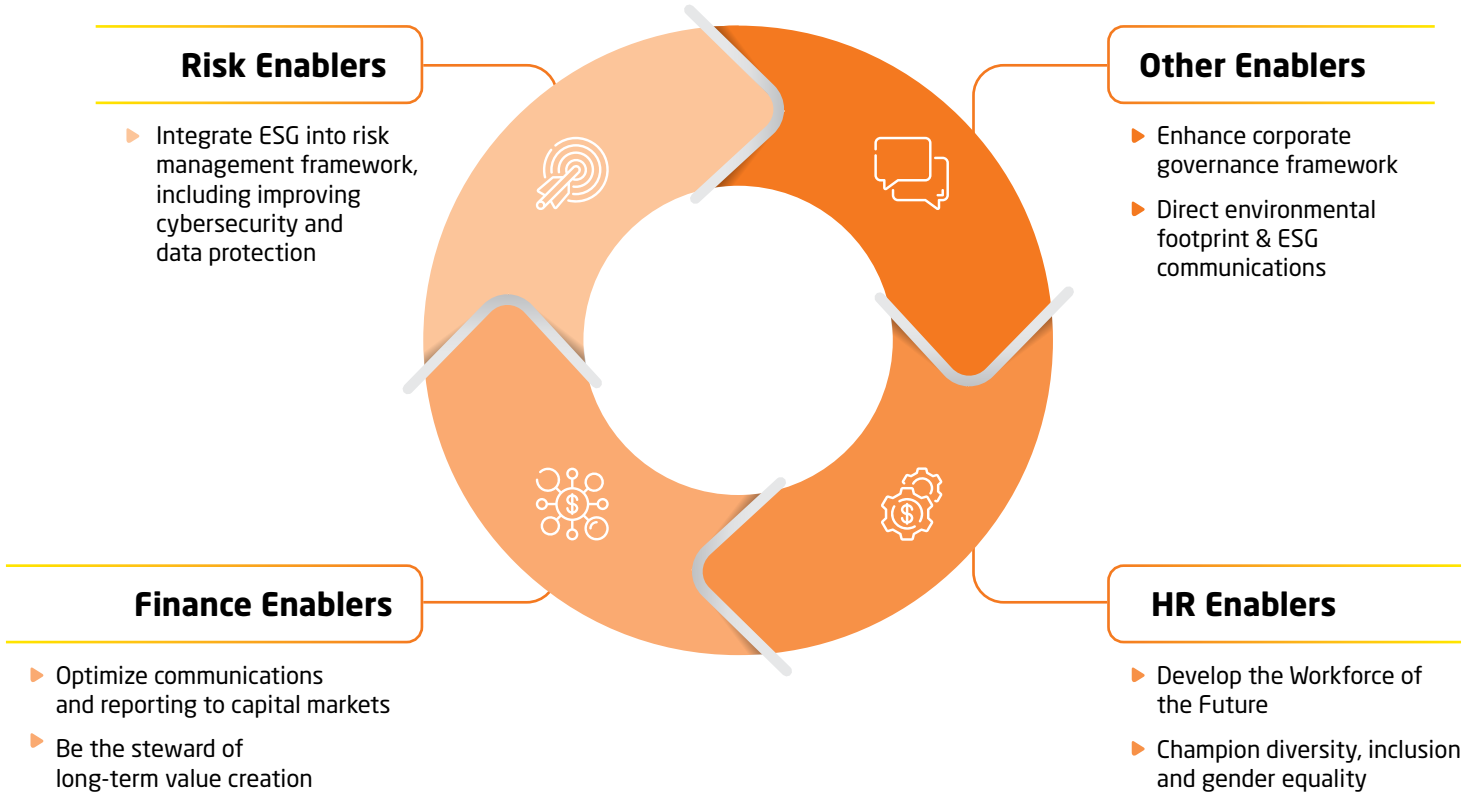 Risk Enablers
Integrate ESG into risk
management framework,
including improving
cybersecurity and
data protection
Other Enablers
Enhance corporate
governance framework
Direct environmental
footprint & ESG
communications
Finance Enablers
Optimize communications
and reporting to capital markets
Be the steward of
long-term value creation
HR Enablers
Develop the Workforce of
the Future
Champion diversity, inclusion
and gender equality
$
$